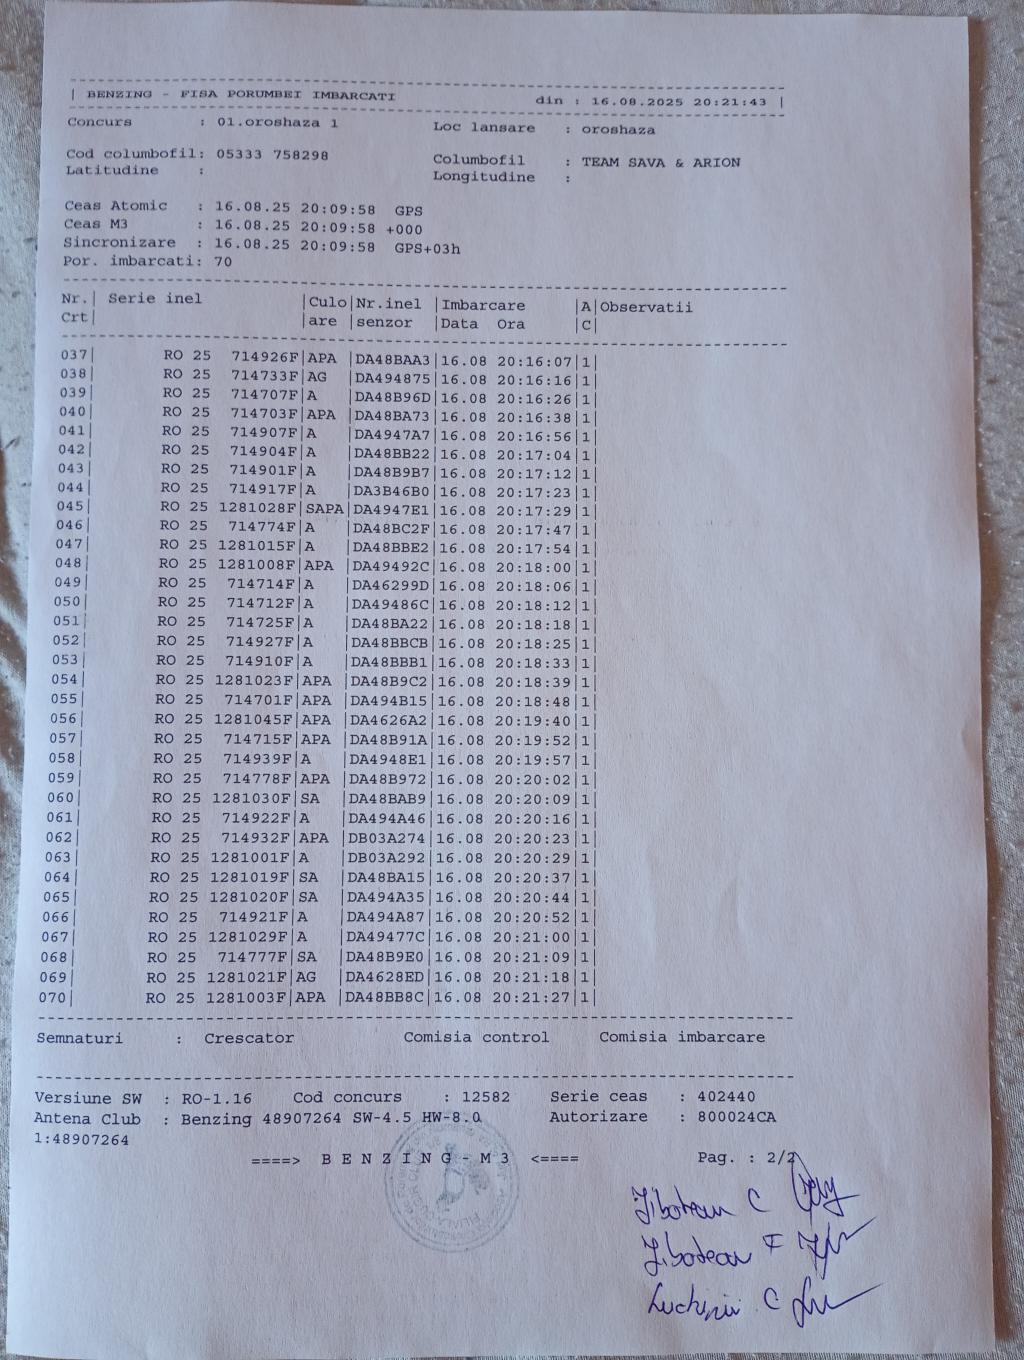 | BENZING - FISA PORUMBEI IMBARCATI din : 16.08.2025 20:21:43 |
Concurs : 01.oroshaza 1 Loc lansare : oroshaza
Cod columbofil: 05333 758298 Columbofil : TEAM SAVA & ARION
Latitudine : Longitudine :
Ceas Atomic : 16.08.25 20:09:58 GPS
Ceas M3 : 16.08.25 20:09:58 +000
Sincronizare : 16.08.25 20:09:58 GPS+03h
Por. imbarcati: 70
Nr.| Serie inel |Culo|Nr.inel |Imbarcare |A|Observatii
Crt| |are |senzor |Data Ora |C|
037| RO 25 714926F|APA |DA48BAA3|16.08 20:16:07|1|
038| RO 25 714733F|AG |DA494875|16.08 20:16:16|1|
039| RO 25 714707F|A |DA48B96D|16.08 20:16:26|1|
040| RO 25 714703F|APA |DA48BA73|16.08 20:16:38|1|
041| RO 25 714907F|A |DA4947A7|16.08 20:16:56|1|
042| RO 25 714904F|A |DA48BB22|16.08 20:17:04|1|
043| RO 25 714901F|A |DA48B9B7|16.08 20:17:12|1|
044| RO 25 714917F|A |DA3B46B0|16.08 20:17:23|1|
045| RO 25 1281028F|SAPA|DA4947E1|16.08 20:17:29|1|
046| RO 25 714774F|A |DA48BC2F|16.08 20:17:47|1|
047| RO 25 1281015F|A |DA48BBE2|16.08 20:17:54|1|
048| RO 25 1281008F|APA |DA49492C|16.08 20:18:00|1|
049| RO 25 714714F|A |DA46299D|16.08 20:18:06|1|
050| RO 25 714712F|A |DA49486C|16.08 20:18:12|1|
051| RO 25 714725F|A |DA48BA22|16.08 20:18:18|1|
052| RO 25 714927F|A |DA48BBCB|16.08 20:18:25|1|
053| RO 25 714910F|A |DA48BBB1|16.08 20:18:33|1|
054| RO 25 1281023F|APA |DA48B9C2|16.08 20:18:39|1|
055| RO 25 714701F|APA |DA494B15|16.08 20:18:48|1|
056| RO 25 1281045F|APA |DA4626A2|16.08 20:19:40|1|
057| RO 25 714715F|APA |DA48B91A|16.08 20:19:52|1|
058| RO 25 714939F|A |DA4948E1|16.08 20:19:57|1|
059| RO 25 714778F|APA |DA48B972|16.08 20:20:02|1|
060| RO 25 1281030F|SA |DA48BAB9|16.08 20:20:09|1|
061| RO 25 714922F|A |DA494A46|16.08 20:20:16|1|
062| RO 25 714932F|APA |DB03A274|16.08 20:20:23|1|
063| RO 25 1281001F|A |DB03A292|16.08 20:20:29|1|
064| RO 25 1281019F|SA |DA48BA15|16.08 20:20:37|1|
065| RO 25 1281020F|SA |DA494A35|16.08 20:20:44|1|
066| RO 25 714921F|A |DA494A87|16.08 20:20:52|1|
067| RO 25 1281029F|A |DA49477C|16.08 20:21:00|1|
068| RO 25 714777F|SA |DA48B9E0|16.08 20:21:09|1|
069| RO 25 1281021F|AG |DA4628ED|16.08 20:21:18|1|
070| RO 25 1281003F|APA |DA48BB8C|16.08 20:21:27|1|
Semnaturi : Crescator Comisia control Comisia imbarcare
Versiune SW : RO-1.16 Cod concurs : 12582 Serie ceas : 402440
Antena Club : Benzing 48907264 SW-4.5 HW-8.0 Autorizare : 800024CA
1:48907264
====> B E N Z I N G - M 3 <==== Pag. : 2/2
Jibotean C
Jibotean F
Luchinii C